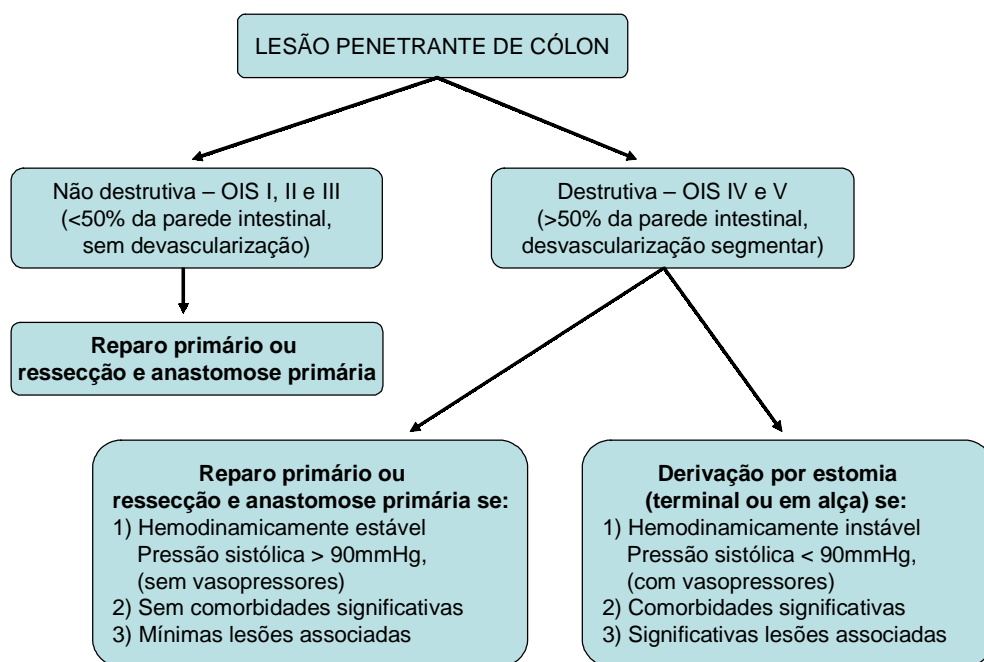 LESÃO PENETRANTE DE CÓLON
Não destrutiva – OIS I, II e III
(<50% da parede intestinal,
sem devascularização)
Destrutiva – OIS IV e V
(>50% da parede intestinal,
desvascularização segmentar)
Reparo primário ou
ressecção e anastomose primária
Reparo primário ou
ressecção e anastomose primária se:
1) Hemodinamicamente estável
Pressão sistólica > 90mmHg,
(sem vasopressores)
2) Sem comorbidades significativas
3) Mínimas lesões associadas
Derivação por estomia
(terminal ou em alça) se:
1) Hemodinamicamente instável
Pressão sistólica < 90mmHg,
(com vasopressores)
2) Comorbidades significativas
3) Significativas lesões associadas